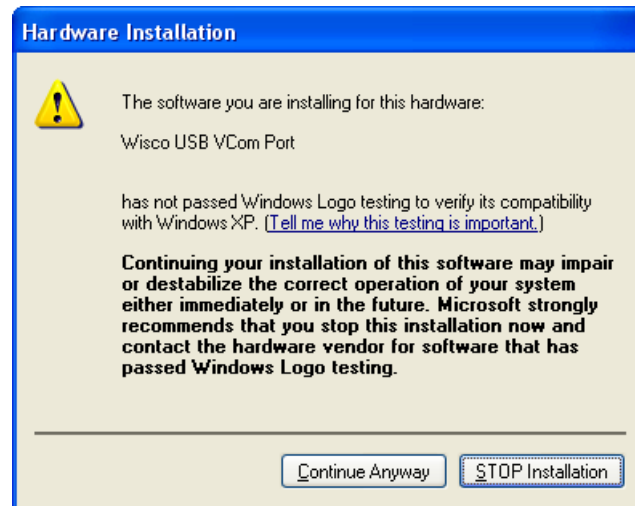 Hardware Installation
The software you are installing for this hardware:
Wisco USB VCom Port
has not passed Windows Logo testing to verify its compatibility
with Windows XP. (Tell me why this testing is important.)
Continuing your installation of this software may impair
or destabilize the correct operation of your system
either immediately or in the future. Microsoft strongly
recommends that you stop this installation now and
contact the hardware vendor for software that has
passed Windows Logo testing.
Continue Anyway STOP Installation